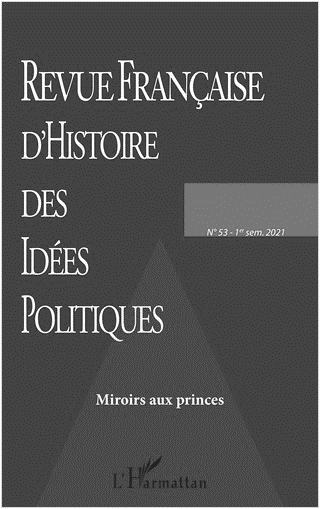 REVUE FRANÇAISE
D'HISTOIRE
DES
IDÉES
POLITIQUES
N° 53 - 1er sem. 2021
Miroirs aux princes
L'Harmattan